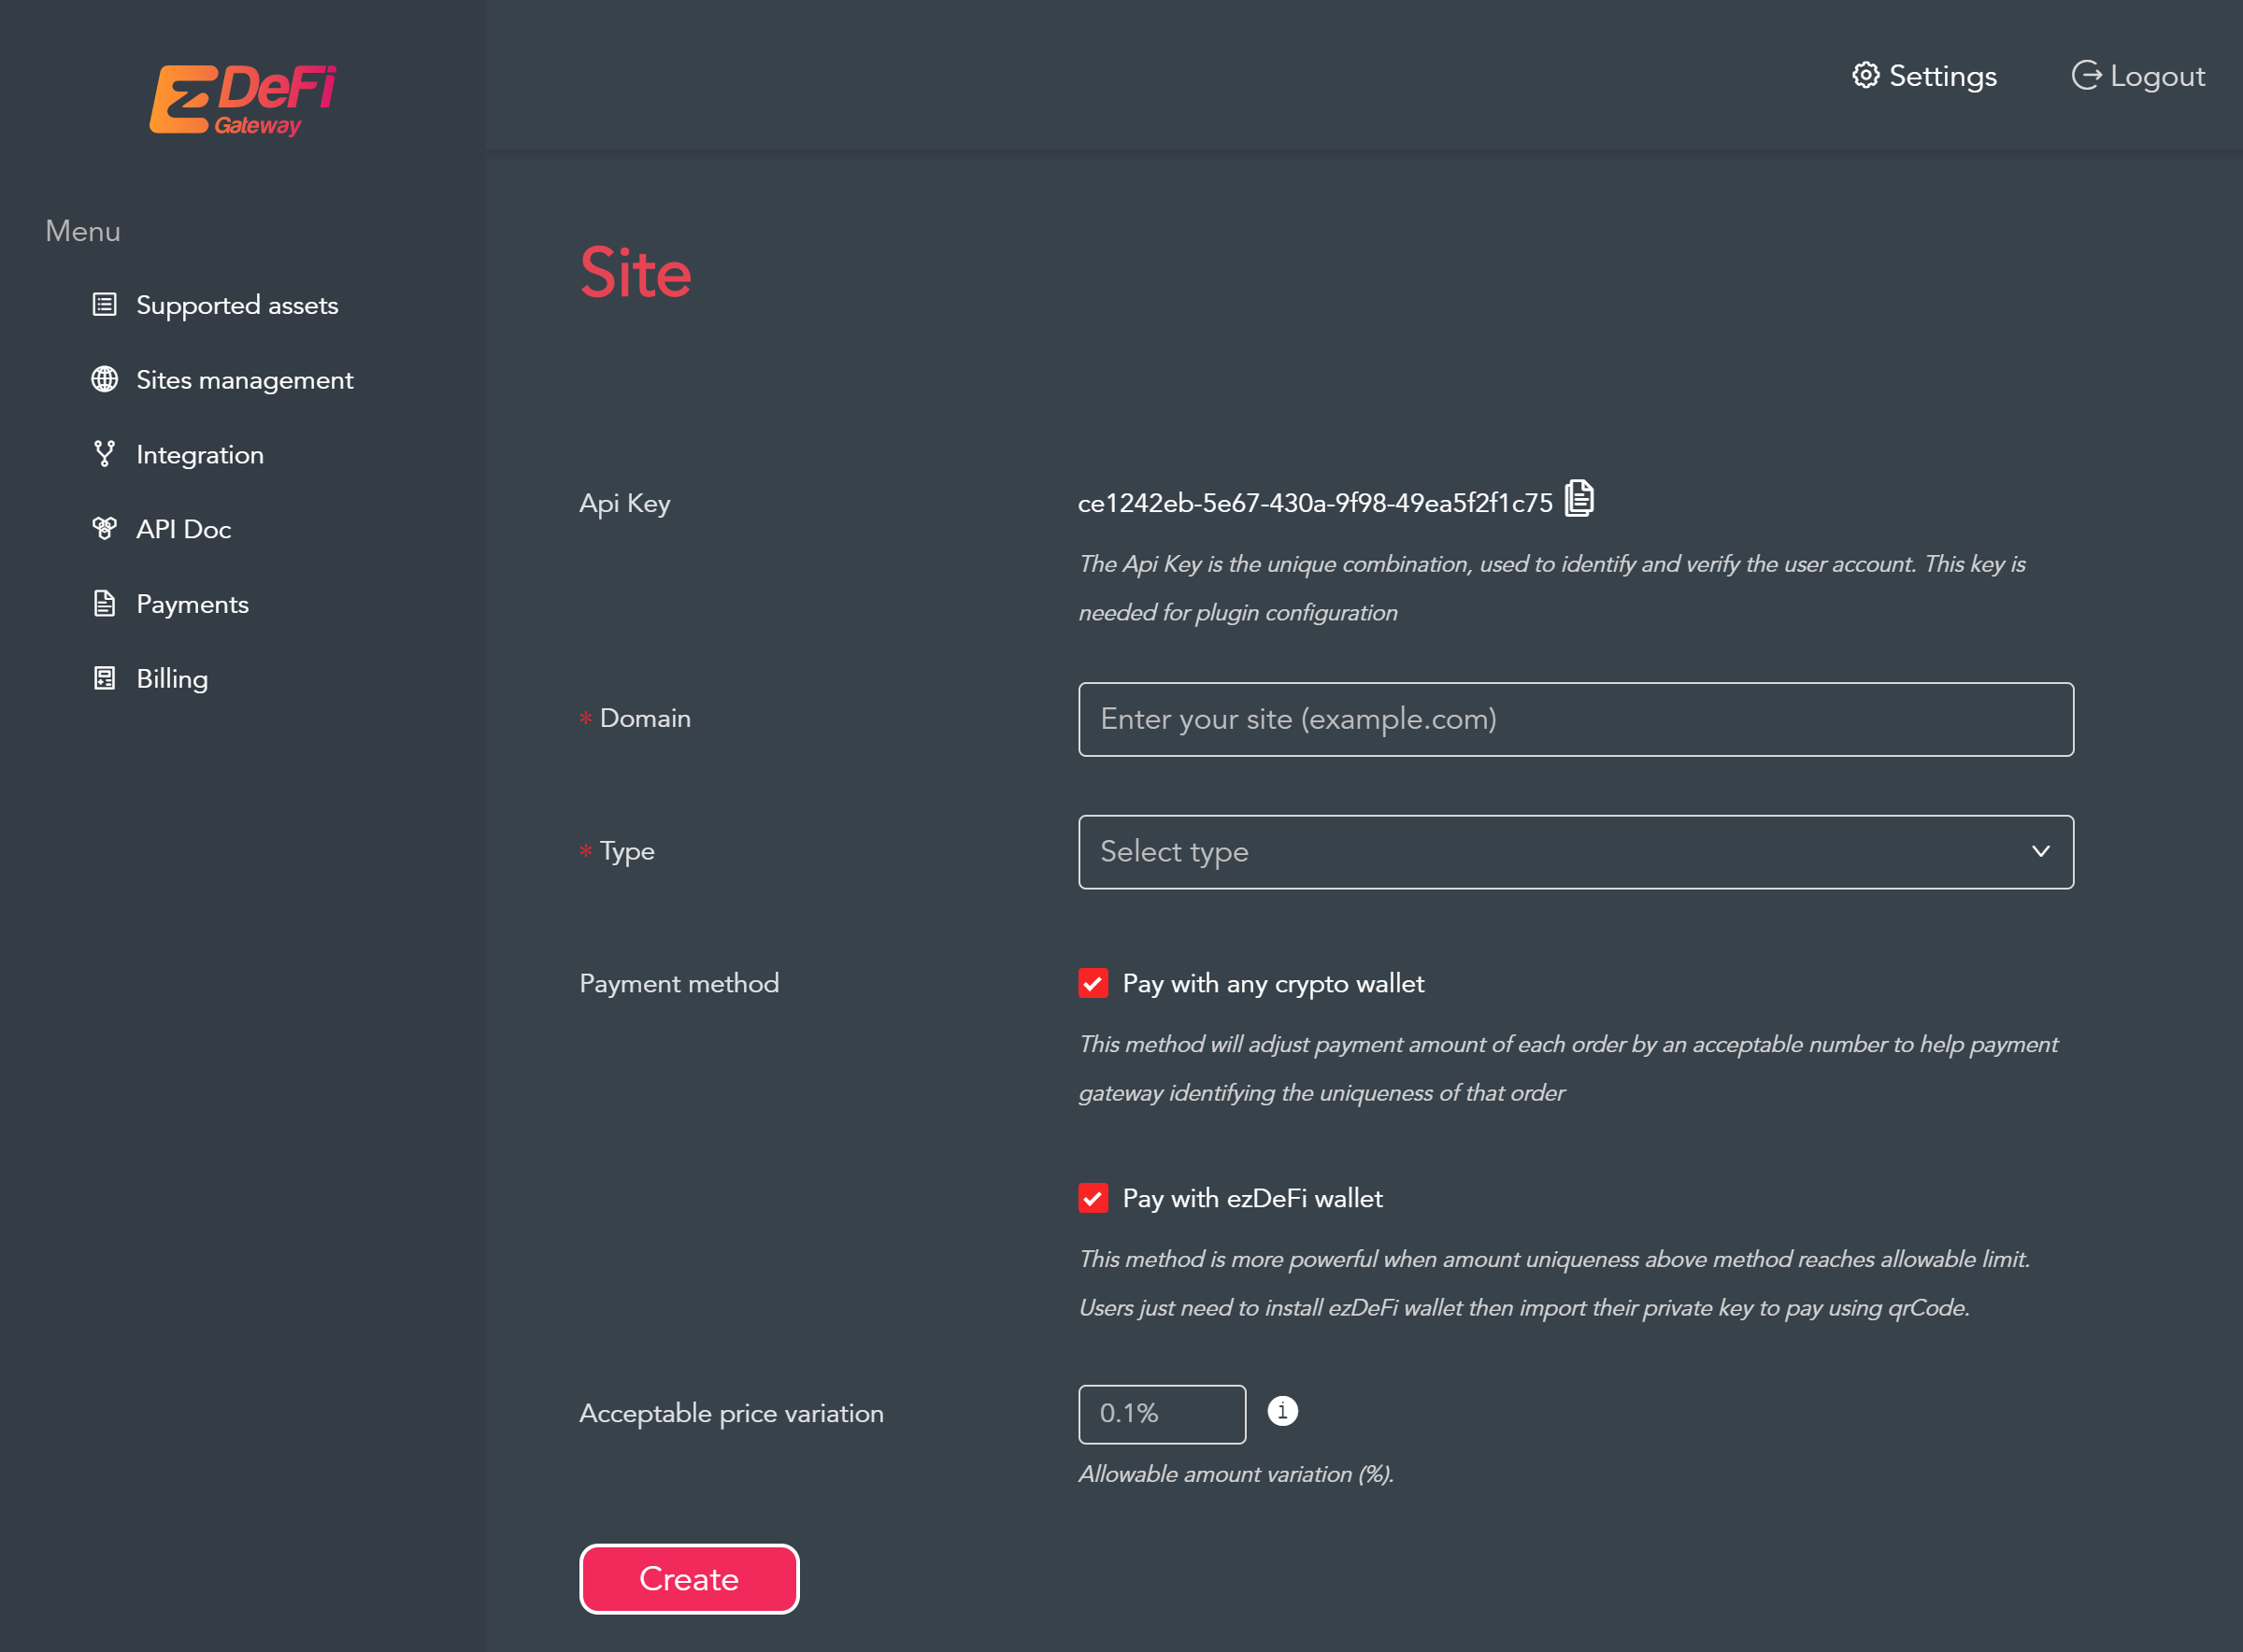 EZDeFi
Gateway
Settings
Logout
Menu
Supported assets
Sites management
Integration
API Doc
Payments
Billing
Site
Api Key
ce1242eb-5e67-430a-9f98-49ea5f2f1c75
The Api Key is the unique combination, used to identify and verify the user account. This key is
needed for plugin configuration
* Domain
Enter your site (example.com)
* Type
Select type
Payment method
Pay with any crypto wallet
This method will adjust payment amount of each order by an acceptable number to help payment
gateway identifying the uniqueness of that order
Pay with ezDeFi wallet
This method is more powerful when amount uniqueness above method reaches allowable limit.
Users just need to install ezDeFi wallet then import their private key to pay using qrCode.
Acceptable price variation
0.1%
Allowable amount variation (%).
Create